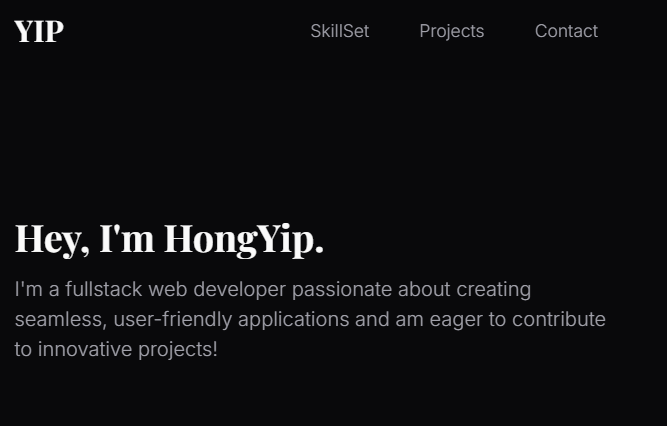 YIP
SkillSet
Projects
Contact
Hey, I'm HongYip.
I'm a fullstack web developer passionate about creating
seamless, user-friendly applications and am eager to contribute
to innovative projects!